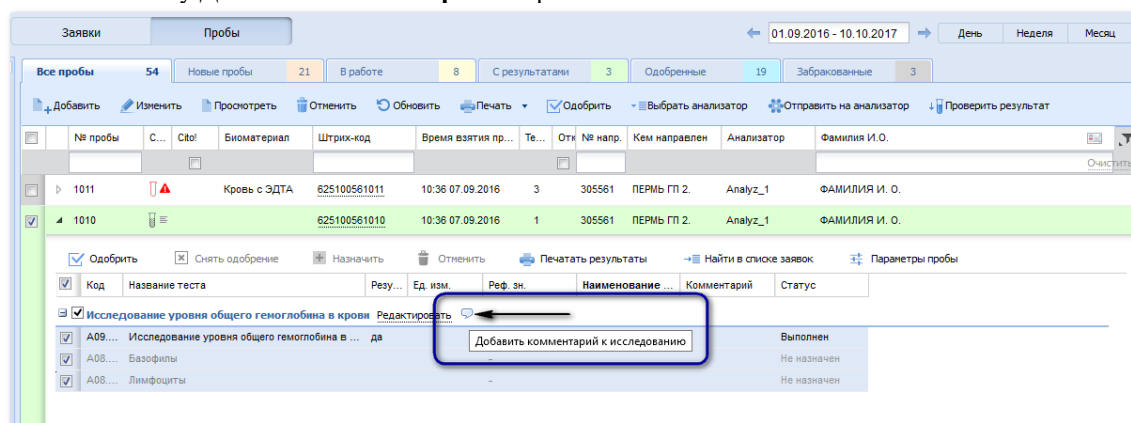 Заявки Пробы 01.09.2016 - 10.10.2017 День Неделя Месяц
Все пробы 54 Новые пробы 21 В работе 8 С результатами 3 Одобренные 19 Забракованные 3
Добавить Изменить Просмотреть Отменить Обновить Печать Одобрить Выбрать анализатор Отправить на анализатор Проверить результат
№ пробы С... Cito! Биоматериал Штрих-код Время взятия пр... Те... Отк № напр. Кем направлен Анализатор Фамилия И.О.
Очистить
1011 Кровь с ЭДТА 625100561011 10:36 07.09.2016 3 305561 ПЕРМЬ ГП 2. Analyz_1 ФАМИЛИЯ И. О.
1010 625100561010 10:36 07.09.2016 1 305561 ПЕРМЬ ГП 2. Analyz_1 ФАМИЛИЯ И. О.
Одобрить Снять одобрение Назначить Отменить Печатать результаты Найти в списке заявок Параметры пробы
Код Название теста Резу... Ед. изм. Реф. зн. Наименование ... Комментарий Статус
Исследование уровня общего гемоглобина в крови Редактировать
A09.... Исследование уровня общего гемоглобина в ... да Выполнен
Добавить комментарий к исследованию
A08.... Базофилы - Не назначен
A08.... Лимфоциты - Не назначен